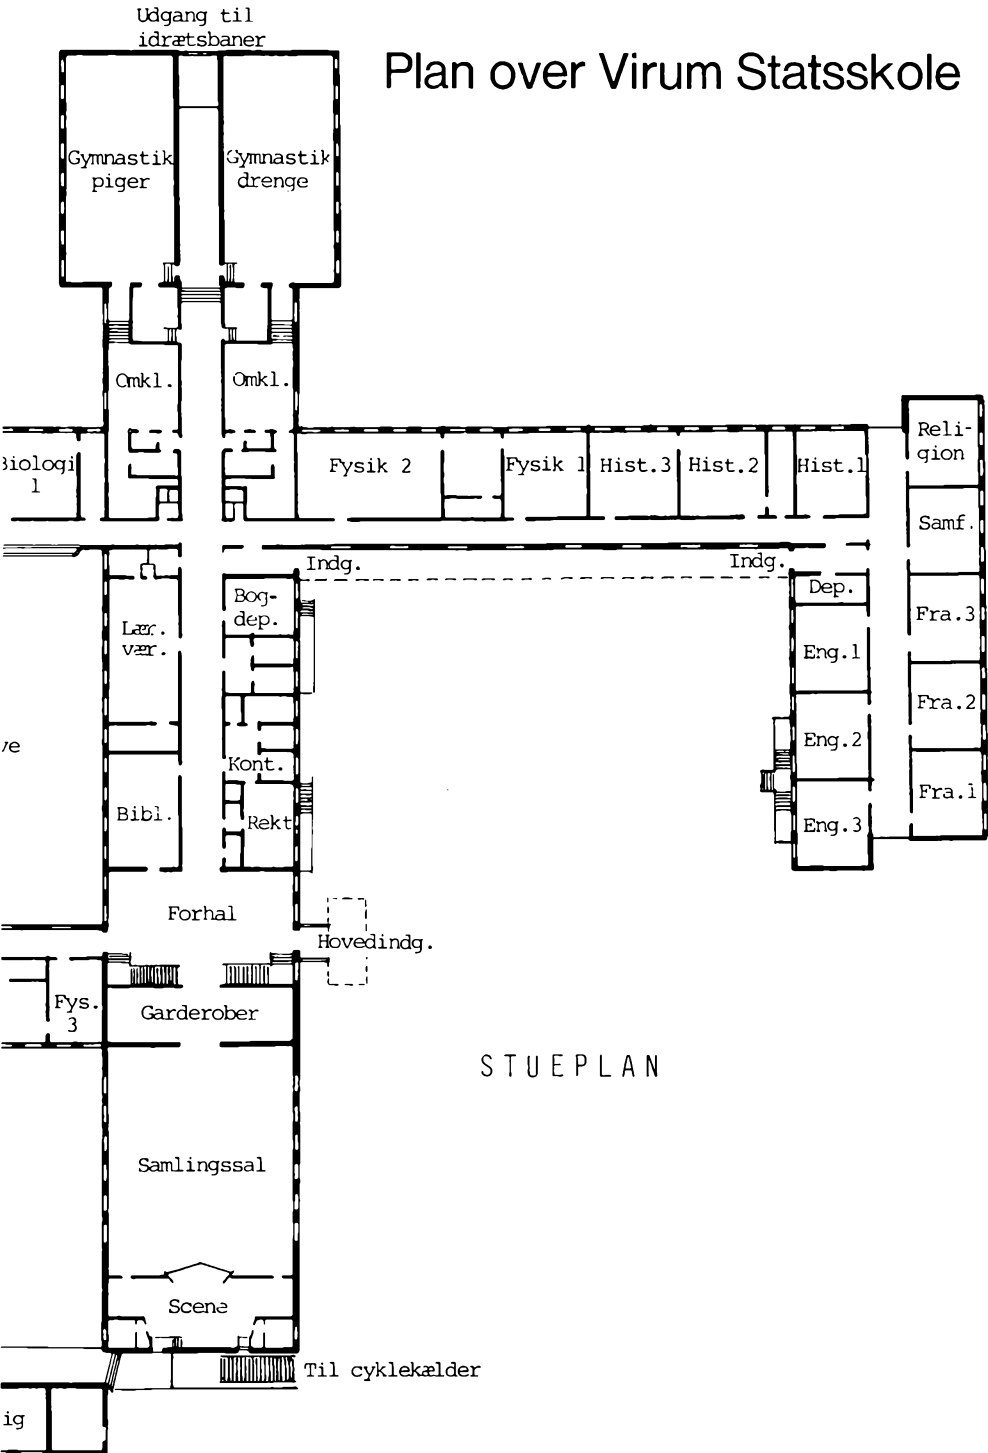 Udgang til
idrætsbaner
Plan over Virum Statsskole
Gymnastik
piger
Gymnastik
drenge
Omkl.
Omkl.
Biologi
1
Fysik 2
Fysik 1
Hist.3
Hist.2
Hist.1
Reli-
gion
Samf.
Indg.
Indg.
Dep.
Bog-
dep.
Lær.
vær.
Eng.1
Fra.3
Fra.2
Eng.2
Kont.
Fra.1
Bibl.
Rekt
Eng.3
Forhal
Hovedindg.
Fys.
3
Garderober
STUEPLAN
Samlingssal
Scene
Til cyklekælder
ig